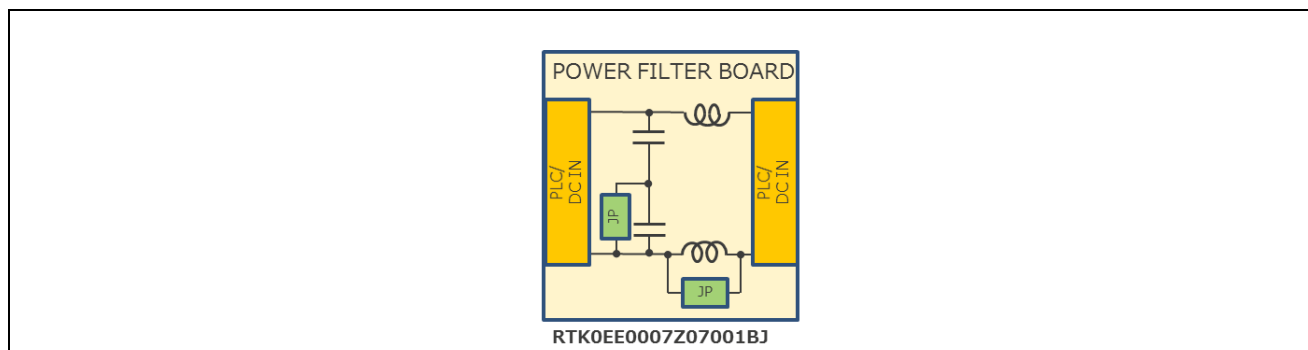 POWER FILTER BOARD
PLC/
DC IN
JP
PLC/
DC IN
JP
RTK0EE0007Z07001BJ